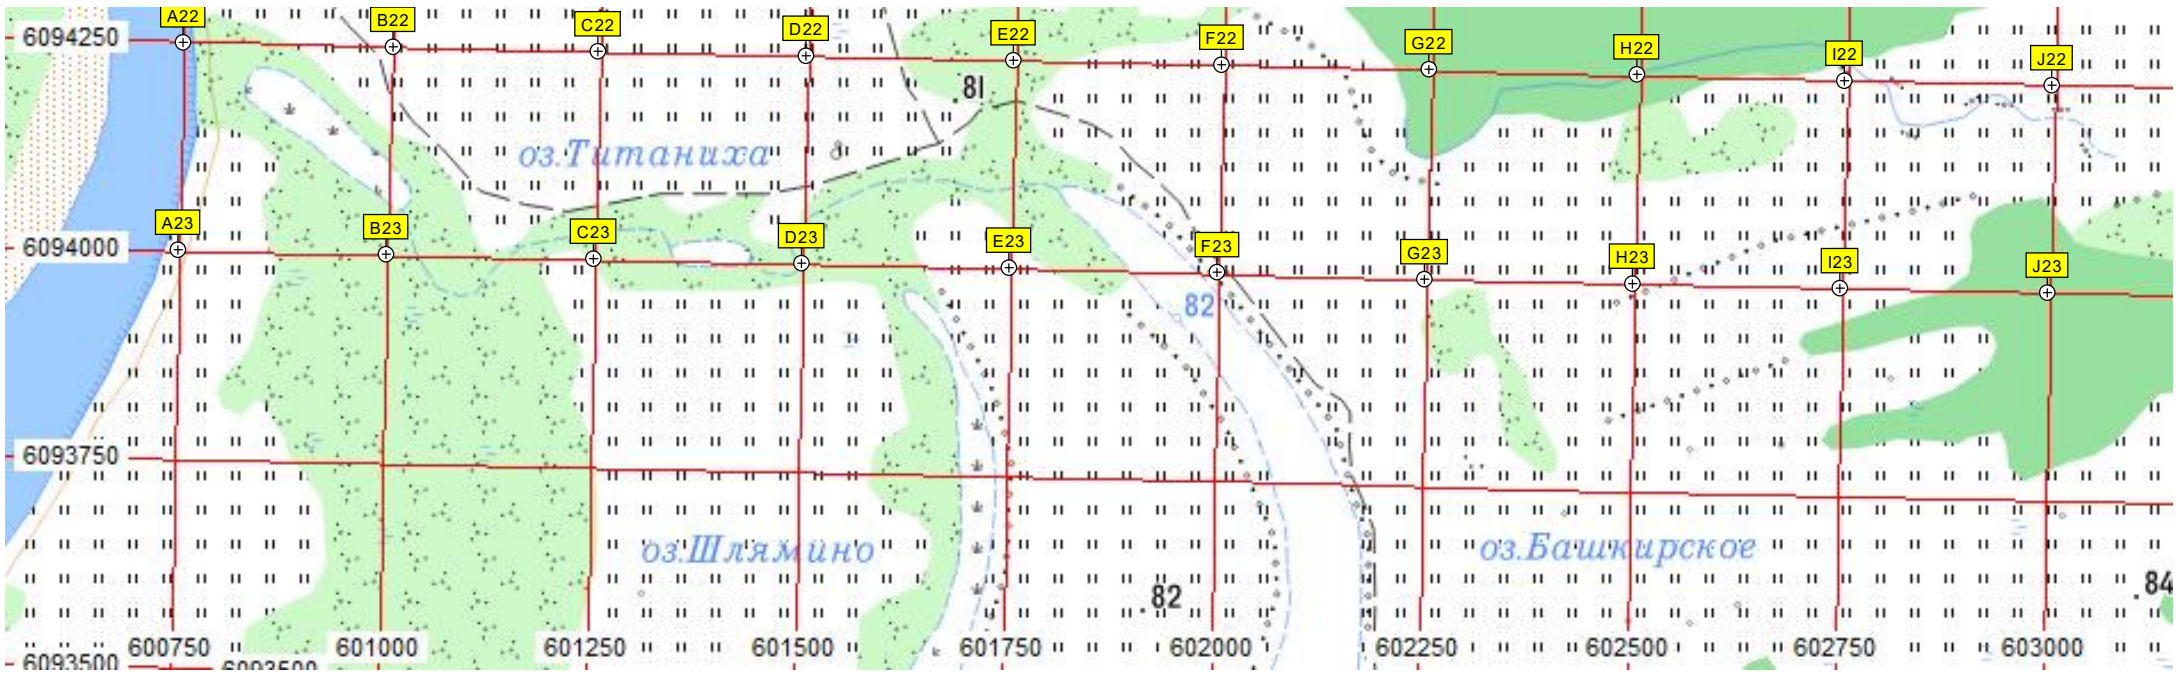 A22 B22 C22 D22 E22 F22 G22 H22 I22 J22
6094250
.81
оз.Титаниха
A23 B23 C23 D23 E23 F23 G23 H23 I23 J23
6094000
82
6093750
оз.Шлямино оз.Башкирское
.82 .84
600750 601000 601250 601500 601750 602000 602250 602500 602750 603000
6093500 6093500